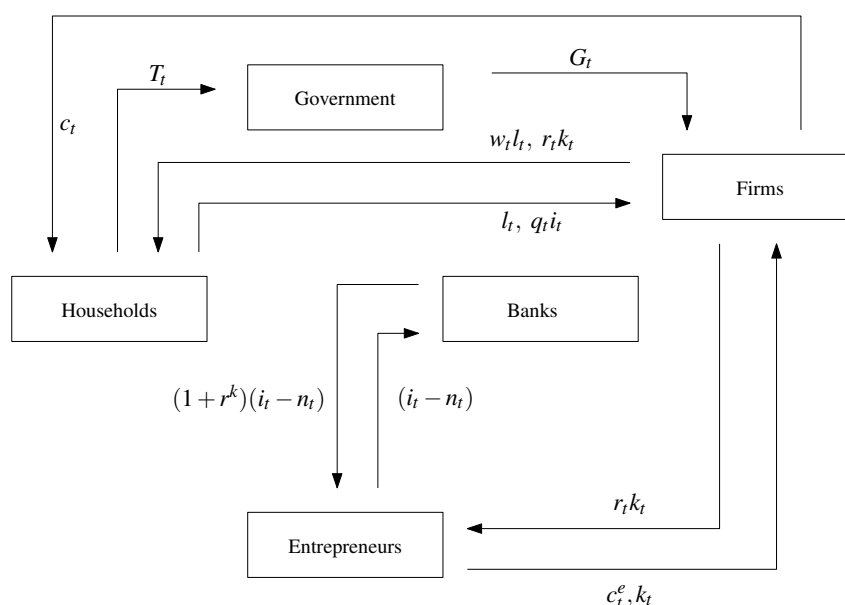 T_t
G_t
Government
c_t
w_t l_t, r_t k_t
Firms
l_t, q_t i_t
Households
Banks
(1 + r^k)(i_t − n_t)
(i_t − n_t)
r_t k_t
Entrepreneurs
c_t^e, k_t